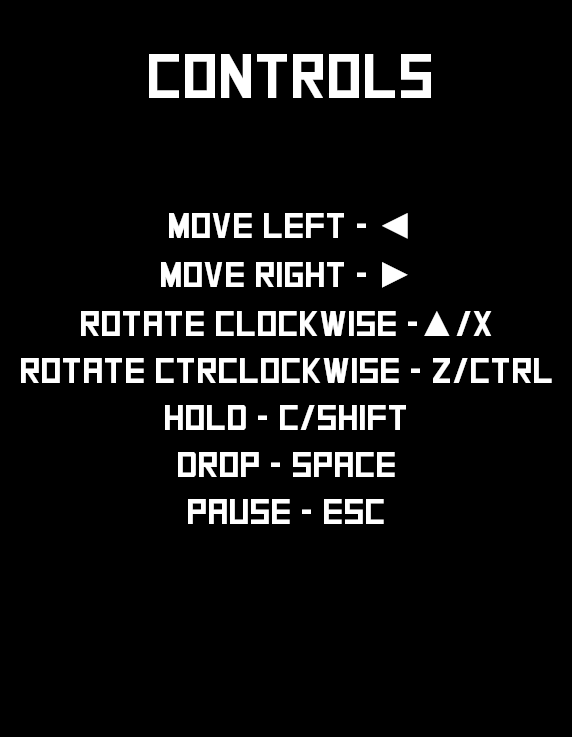 CONTROLS
MOVE LEFT - ◀
MOVE RIGHT - ▶
ROTATE CLOCKWISE -▲/X
ROTATE CTRCLOCKWISE - Z/CTRL
HOLD - C/SHIFT
DROP - SPACE
PAUSE - ESC